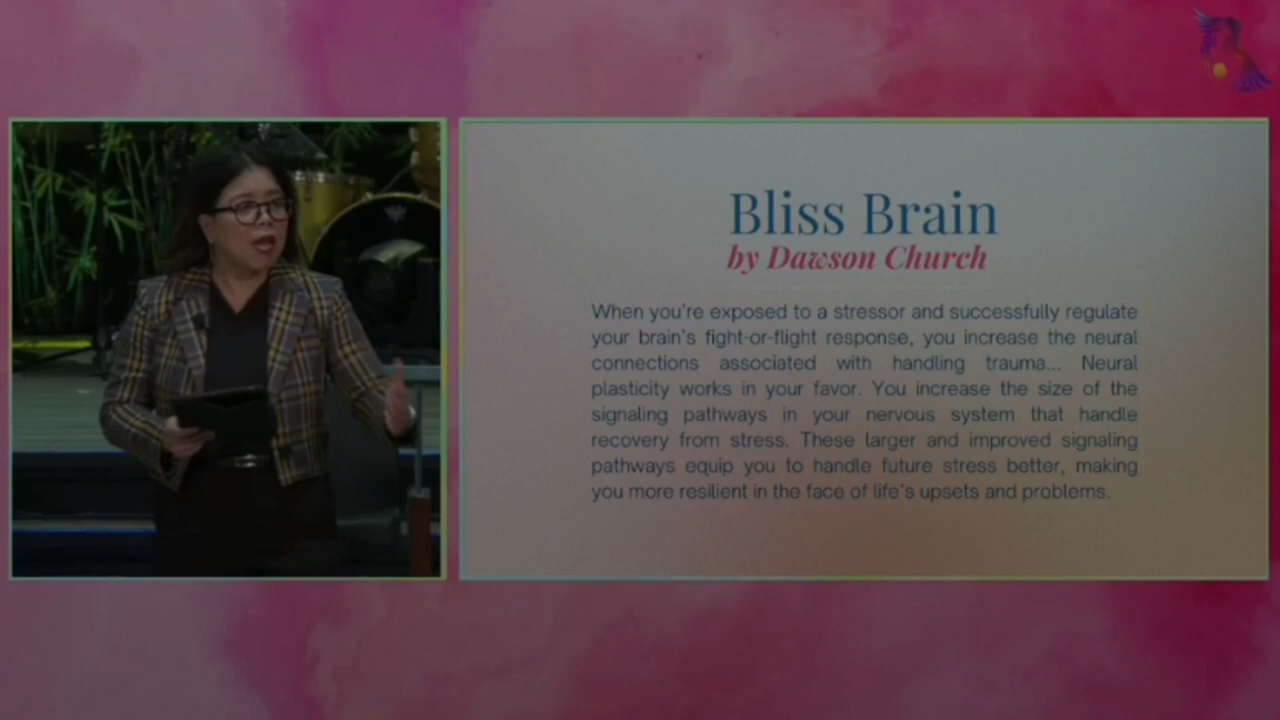 Bliss Brain
by Dawson Church
When you're exposed to a stressor and successfully regulate
your brain's fight-or-flight response, you increase the neural
connections associated with handling trauma... Neural
plasticity works in your favor. You increase the size of the
signaling pathways in your nervous system that handle
recovery from stress. These larger and improved signaling
pathways equip you to handle future stress better, making
you more resilient in the face of life's upsets and problems.